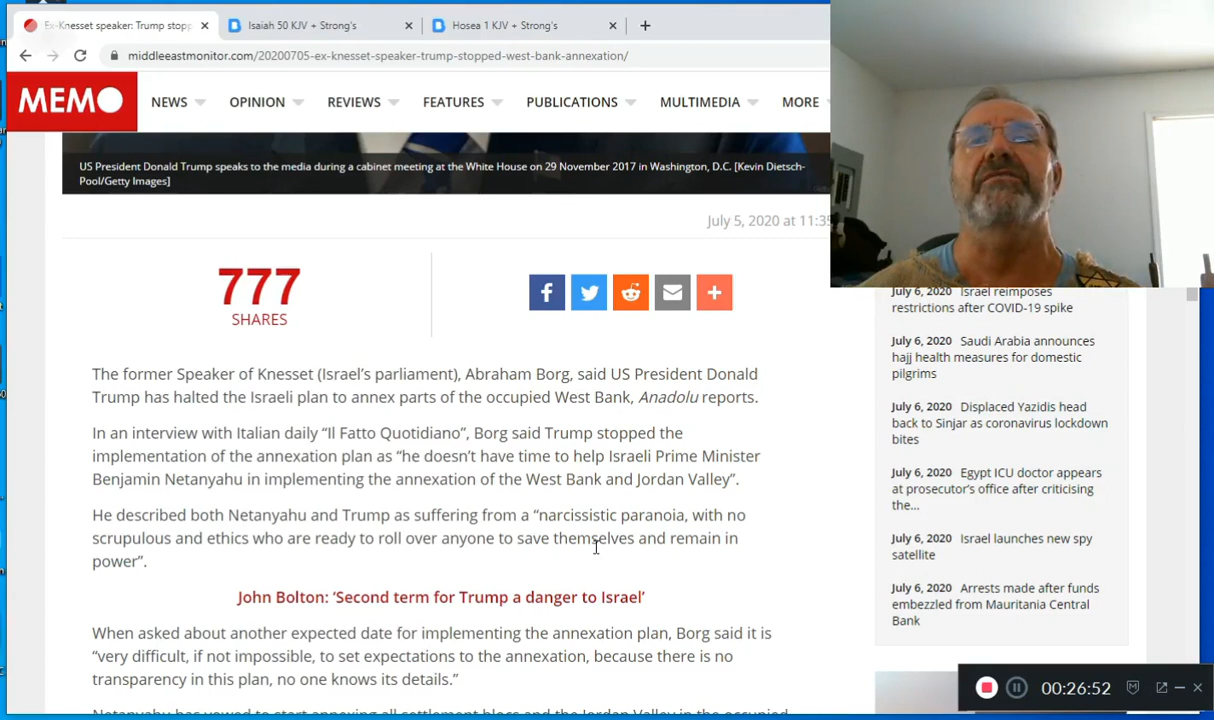 Ex-Knesset speaker: Trump stopp
Isaiah 50 KJV + Strong's
Hosea 1 KJV + Strong's
middleeastmonitor.com/20200705-ex-knesset-speaker-trump-stopped-west-bank-annexation/
MEMO
NEWS
OPINION
REVIEWS
FEATURES
PUBLICATIONS
MULTIMEDIA
MORE
US President Donald Trump speaks to the media during a cabinet meeting at the White House on 29 November 2017 in Washington, D.C. [Kevin Dietsch-
Pool/Getty Images]
July 5, 2020 at 11:3
777
SHARES
The former Speaker of Knesset (Israel's parliament), Abraham Borg, said US President Donald
Trump has halted the Israeli plan to annex parts of the occupied West Bank, Anadolu reports.
In an interview with Italian daily “Il Fatto Quotidiano”, Borg said Trump stopped the
implementation of the annexation plan as “he doesn’t have time to help Israeli Prime Minister
Benjamin Netanyahu in implementing the annexation of the West Bank and Jordan Valley”.
He described both Netanyahu and Trump as suffering from a “narcissistic paranoia, with no
scrupulous and ethics who are ready to roll over anyone to save themselves and remain in
power”.
John Bolton: ‘Second term for Trump a danger to Israel’
When asked about another expected date for implementing the annexation plan, Borg said it is
“very difficult, if not impossible, to set expectations to the annexation, because there is no
transparency in this plan, no one knows its details.”
Netanyahu has vowed to start annexing all settlement blocs and the Jordan Valley in the occupied
July 6, 2020 Israel reimposes
restrictions after COVID-19 spike
July 6, 2020 Saudi Arabia announces
hajj health measures for domestic
pilgrims
July 6, 2020 Displaced Yazidis head
back to Sinjar as coronavirus lockdown
bites
July 6, 2020 Egypt ICU doctor appears
at prosecutor’s office after criticising
the...
July 6, 2020 Israel launches new spy
satellite
July 6, 2020 Arrests made after funds
embezzled from Mauritania Central
Bank
00:26:52